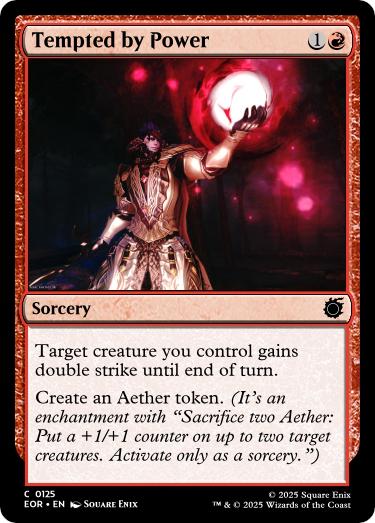 Tempted by Power 1
Sorcery
Target creature you control gains
double strike until end of turn.
Create an Aether token. (It's an
enchantment with “Sacrifice two Aether:
Put a +1/+1 counter on up to two target
creatures. Activate only as a sorcery.”)
C 0125
EOR • EN SQUARE ENIX
© 2025 Square Enix
™ & © 2025 Wizards of the Coast